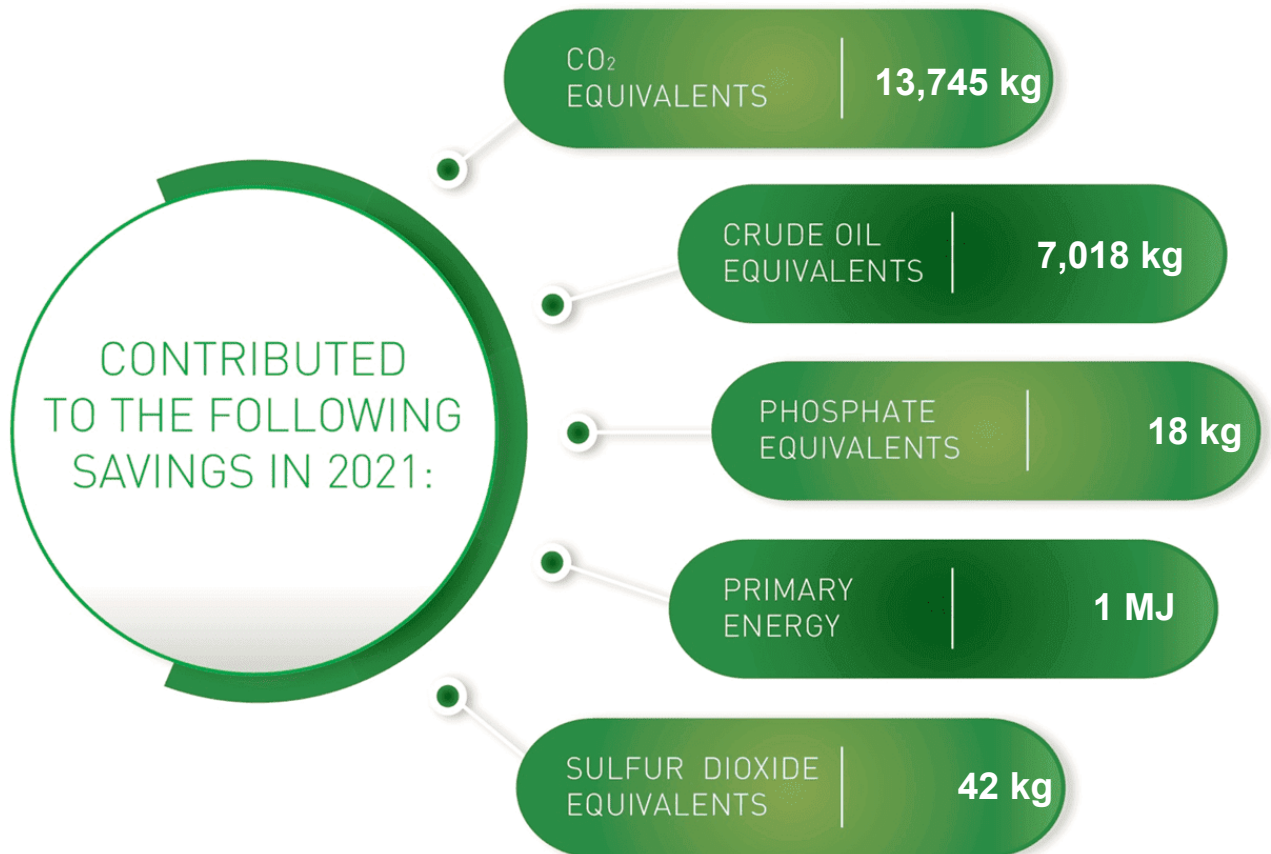 CONTRIBUTED
TO THE FOLLOWING
SAVINGS IN 2021:
CO₂
EQUIVALENTS
13,745 kg
CRUDE OIL
EQUIVALENTS
7,018 kg
PHOSPHATE
EQUIVALENTS
18 kg
PRIMARY
ENERGY
1 MJ
SULFUR DIOXIDE
EQUIVALENTS
42 kg